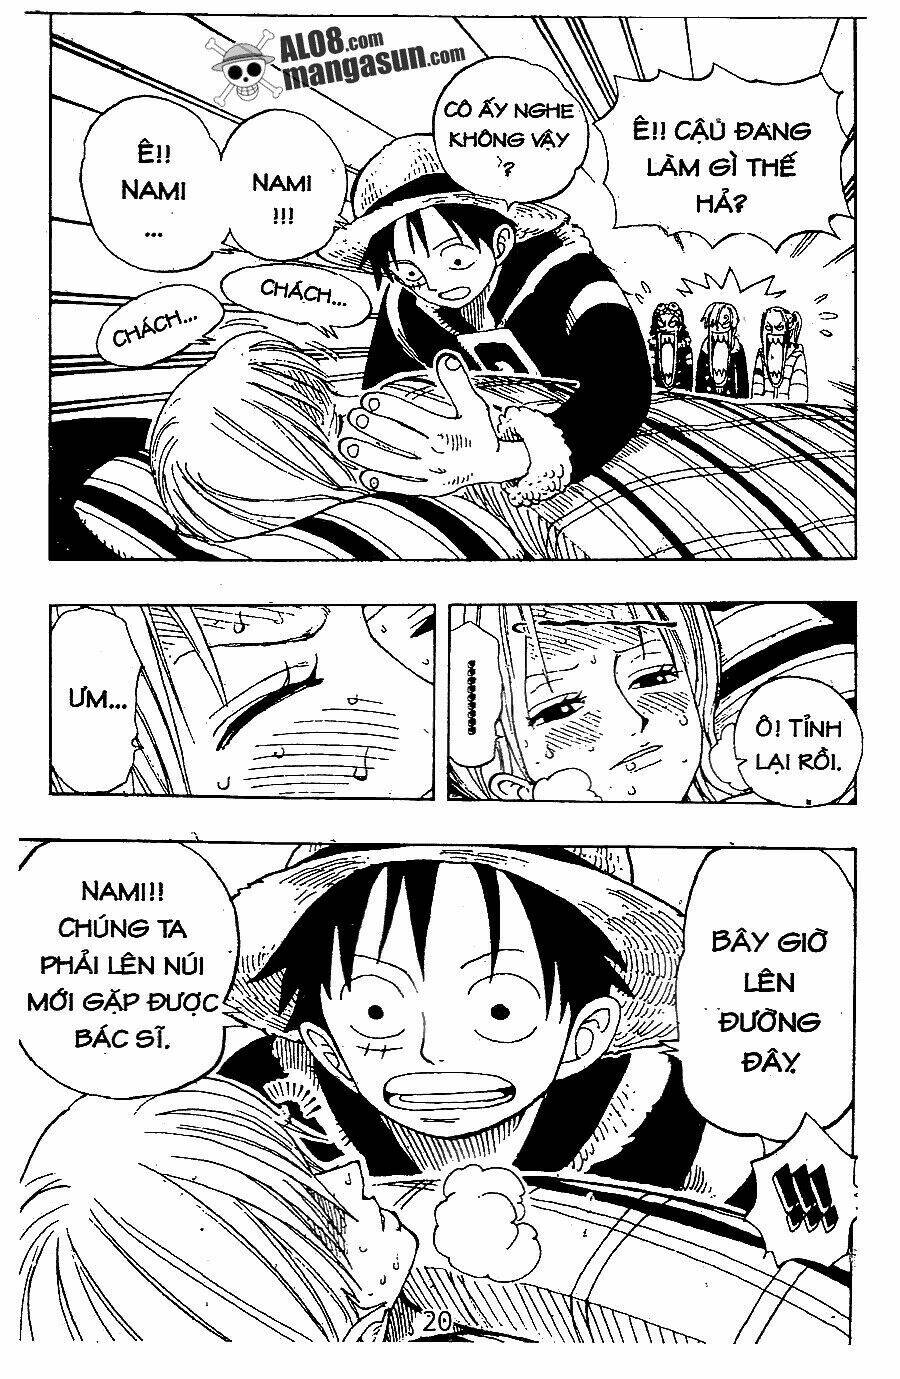 AL08.com
mangasun.com
Ê!! CẬU ĐANG
LÀM GÌ THẾ
HẢ?
CÔ ẤY NGHE
KHÔNG VẬY
?
NAMI
!!!
Ê!!
NAMI
...
CHÁCH...
CHÁCH...
Ô! TỈNH
LẠI RỒI.
ƯM...
BÂY GIỜ
LÊN
ĐƯỜNG
ĐÂY.
NAMI!!
CHÚNG TA
PHẢI LÊN NÚI
MỚI GẶP ĐƯỢC
BÁC SĨ.
!!!
20